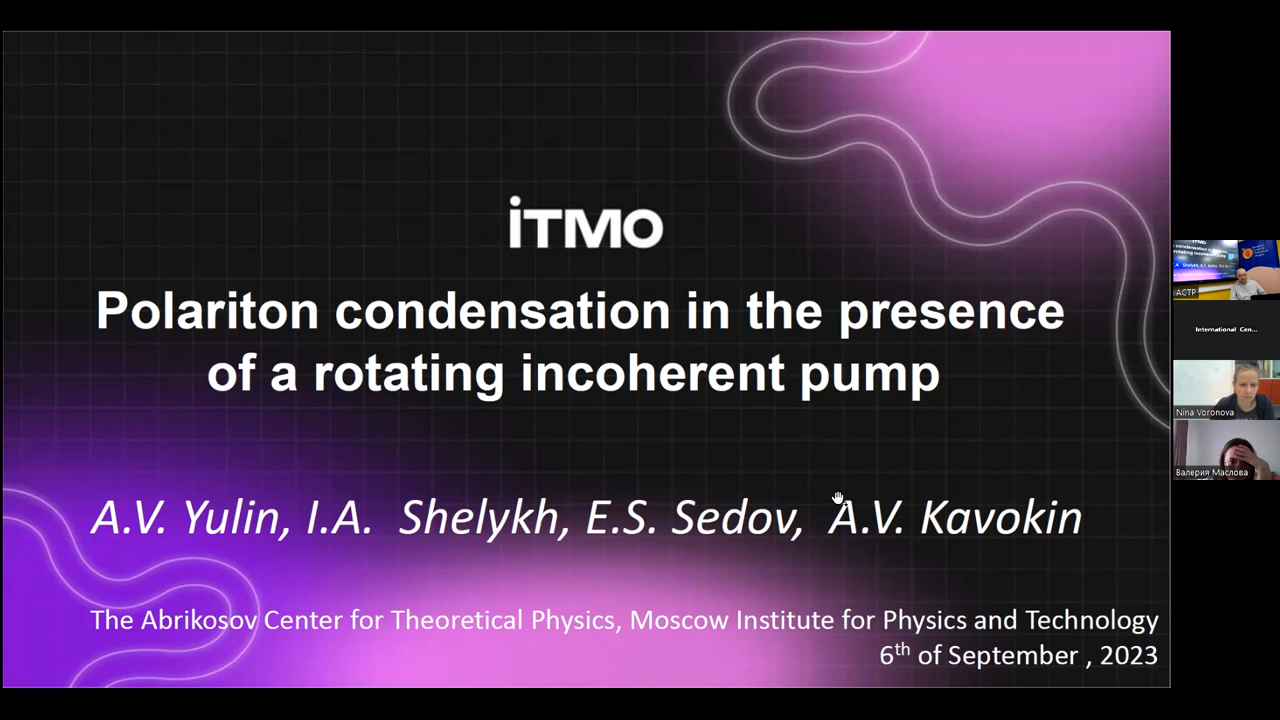 iTMO
Polariton condensation in the presence
of a rotating incoherent pump
A.V. Yulin, I.A. Shelykh, E.S. Sedov, A.V. Kavokin
The Abrikosov Center for Theoretical Physics, Moscow Institute for Physics and Technology
6th of September , 2023
АСТР
International Cen...
Nina Voronova
Валерия Маслова